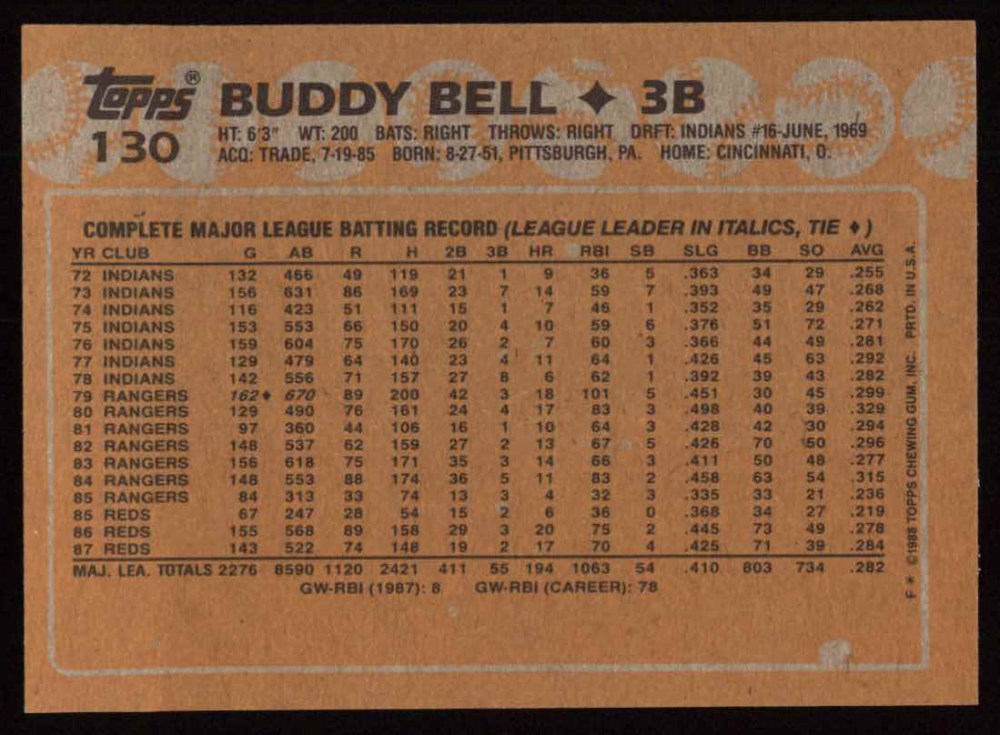 Topps® BUDDY BELL ♦ 3B
130 HT: 6'3" WT: 200 BATS: RIGHT THROWS: RIGHT DRFT: INDIANS #16-JUNE, 1969
ACQ: TRADE, 7-19-85 BORN: 8-27-51, PITTSBURGH, PA. HOME: CINCINNATI, O.
COMPLETE MAJOR LEAGUE BATTING RECORD (LEAGUE LEADER IN ITALICS, TIE ♦)
YR CLUB G AB R H 2B 3B HR RBI SB SLG BB SO AVG
72 INDIANS 132 466 49 119 21 1 9 36 5 .363 34 29 .255
73 INDIANS 156 631 86 169 23 7 14 59 7 .393 49 47 .268
74 INDIANS 116 423 51 111 15 1 7 46 1 .352 35 29 .262
75 INDIANS 153 553 66 150 20 4 10 59 6 .376 51 72 .271
76 INDIANS 159 604 75 170 26 2 7 60 3 .366 44 49 .281
77 INDIANS 129 479 64 140 23 4 11 64 1 .426 45 63 .292
78 INDIANS 142 556 71 157 27 8 6 62 1 .392 39 43 .282
79 RANGERS 162♦ 670 89 200 42 3 18 101 5 .451 30 45 .299
80 RANGERS 129 490 76 161 24 4 17 83 3 .498 40 39 .329
81 RANGERS 97 360 44 106 16 1 10 64 3 .428 42 30 .294
82 RANGERS 148 537 62 159 27 2 13 67 5 .426 70 50 .296
83 RANGERS 156 618 75 171 35 3 14 66 3 .411 50 48 .277
84 RANGERS 148 553 88 174 36 5 11 83 2 .458 63 54 .315
85 RANGERS 84 313 33 74 13 3 4 32 3 .335 33 21 .236
85 REDS 67 247 28 54 15 2 6 36 0 .368 34 27 .219
86 REDS 155 568 89 158 29 3 20 75 2 .445 73 49 .278
87 REDS 143 522 74 148 19 2 17 70 4 .425 71 39 .284
MAJ. LEA. TOTALS 2276 8590 1120 2421 411 55 194 1063 54 .410 803 734 .282
GW-RBI (1987): 8 GW-RBI (CAREER): 78
F* ©1988 TOPPS CHEWING GUM, INC. PRTD. IN U.S.A.